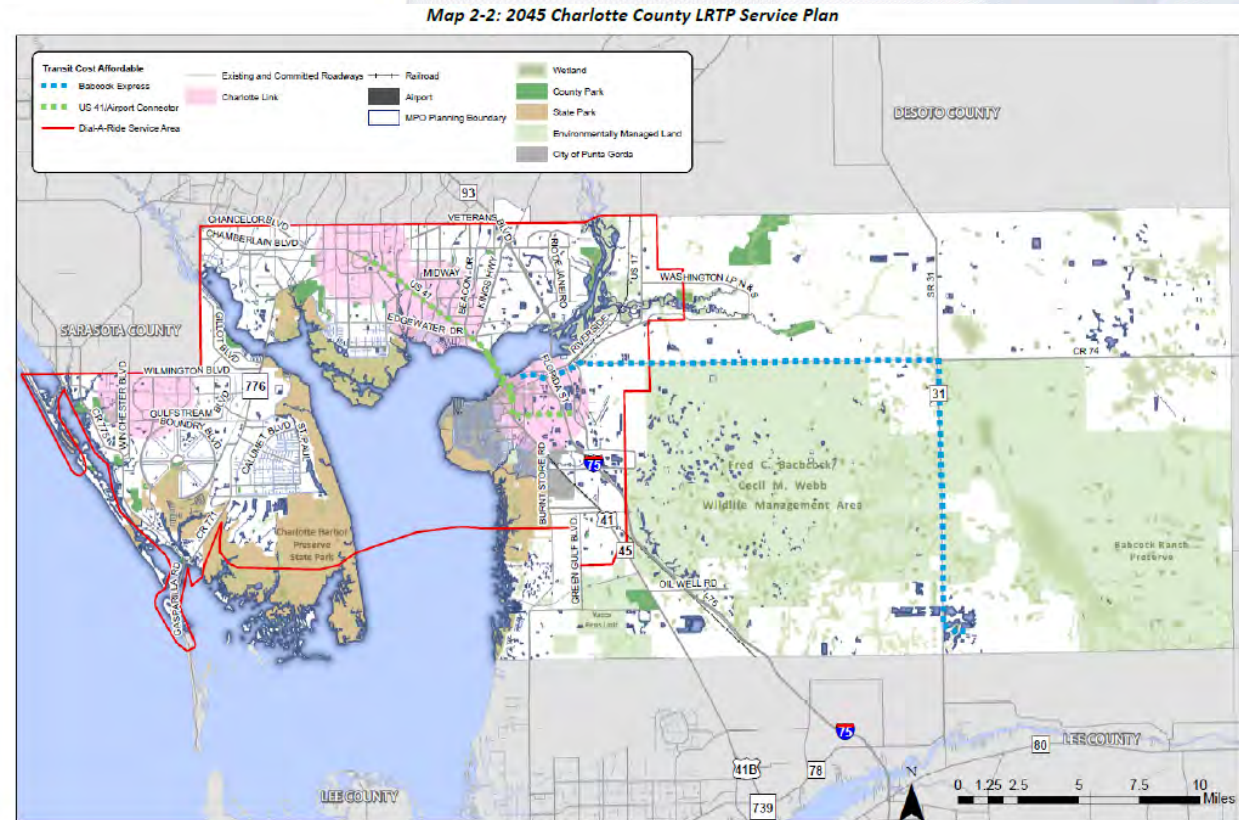 Map 2-2: 2045 Charlotte County LRTP Service Plan
Transit Cost Affordable
Babcock Express
US 41/Airport Connector
Dial-A-Ride Service Area
Existing and Committed Roadways
Charlotte Link
Railroad
Airport
MPO Planning Boundary
Wetland
County Park
State Park
Environmentally Managed Land
City of Punta Gorda
DESOTO COUNTY
93
CHANCELOR BLVD
VETERANS BLVD
CHAMBERLAIN BLVD
MIDWAY
US 41
BEACON DR
KINGS HWY
RIO DE JANEIRO
US 17
WASHINGTON LP N & S
SR 31
EDGEWATER DR
SARASOTA COUNTY
GILLOT BLVD
RIVERSIDE
FLORIDA ST
CR 74
WILMINGTON BLVD
776
31
WINCHESTER BLVD
CR 775
GULFSTREAM BLVD
BOUNDRY BLVD
CALUMET BLVD
ST PAUL
75
Fred C. Bacbcock/
Cecil M. Webb
Wildlife Management Area
BURNT STORE RD
41
45
Charlotte Harbor
Preserve
State Park
Babcock Ranch
Preserve
CR 77
GREEN GULF BLVD
OIL WELL RD
I-75
GASPARILLA RD
75
80
LEE COUNTY
41B
78
739
LEE COUNTY
N
0 1.25 2.5 5 7.5 10
Miles